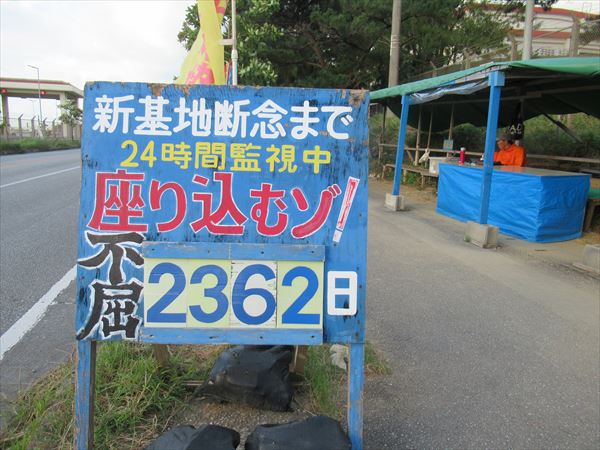 新基地断念まで
24時間監視中
座り込むゾ!
不屈
2362日